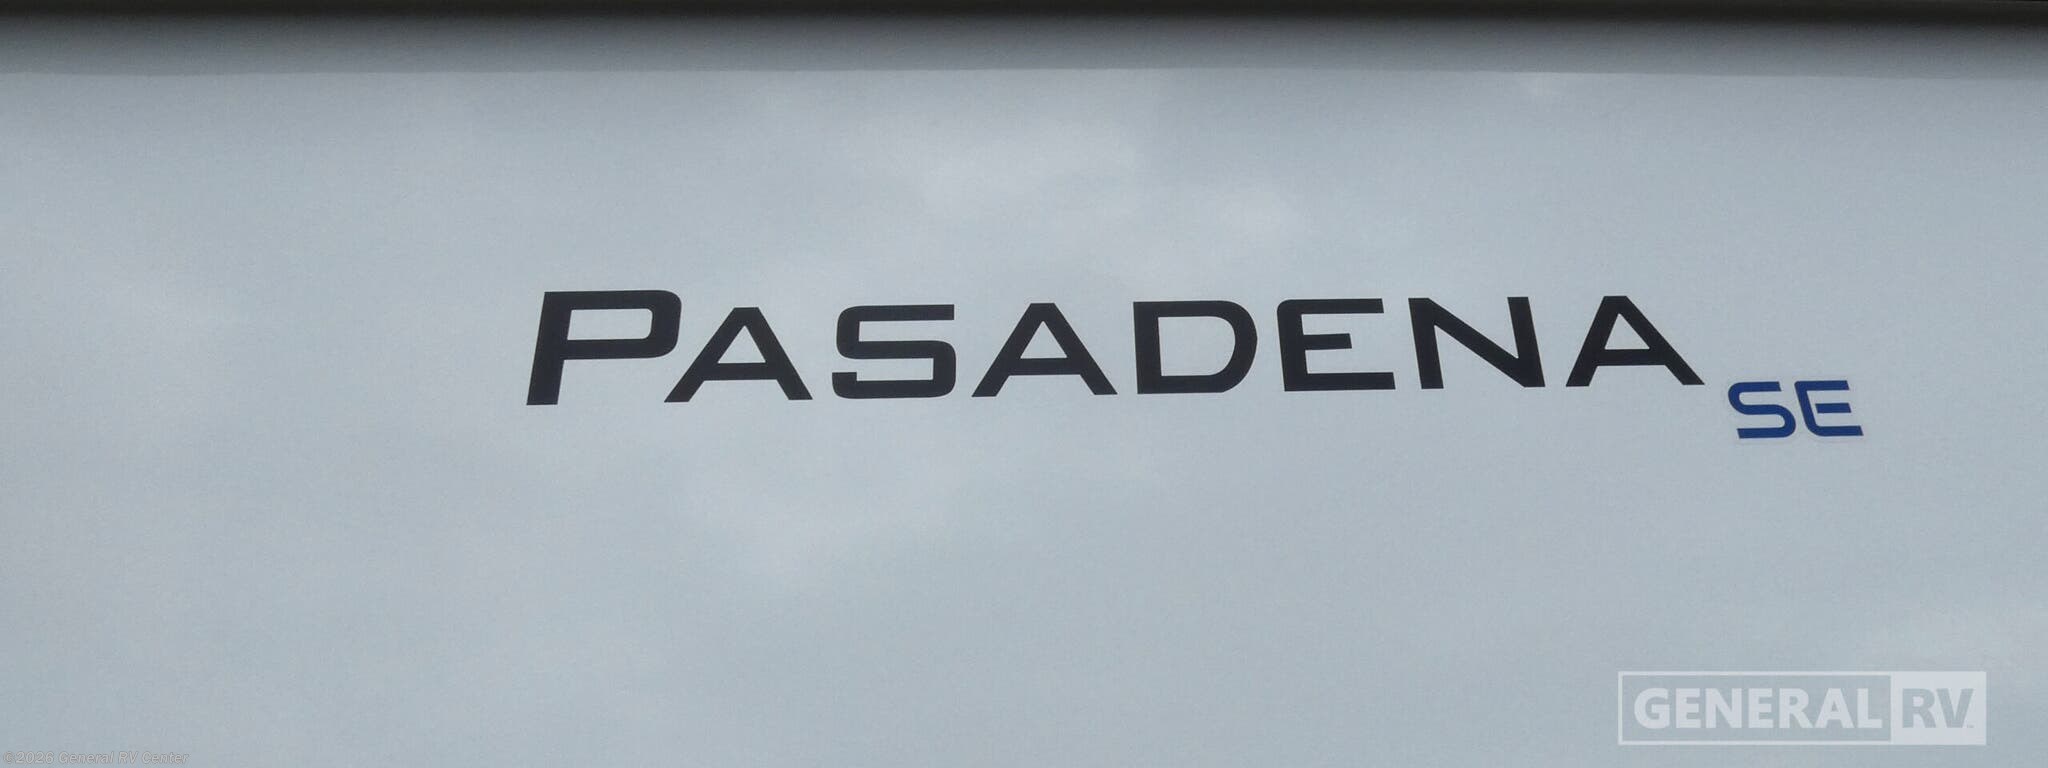 PASADENA SE
GENERAL RV
©2026 General RV Center